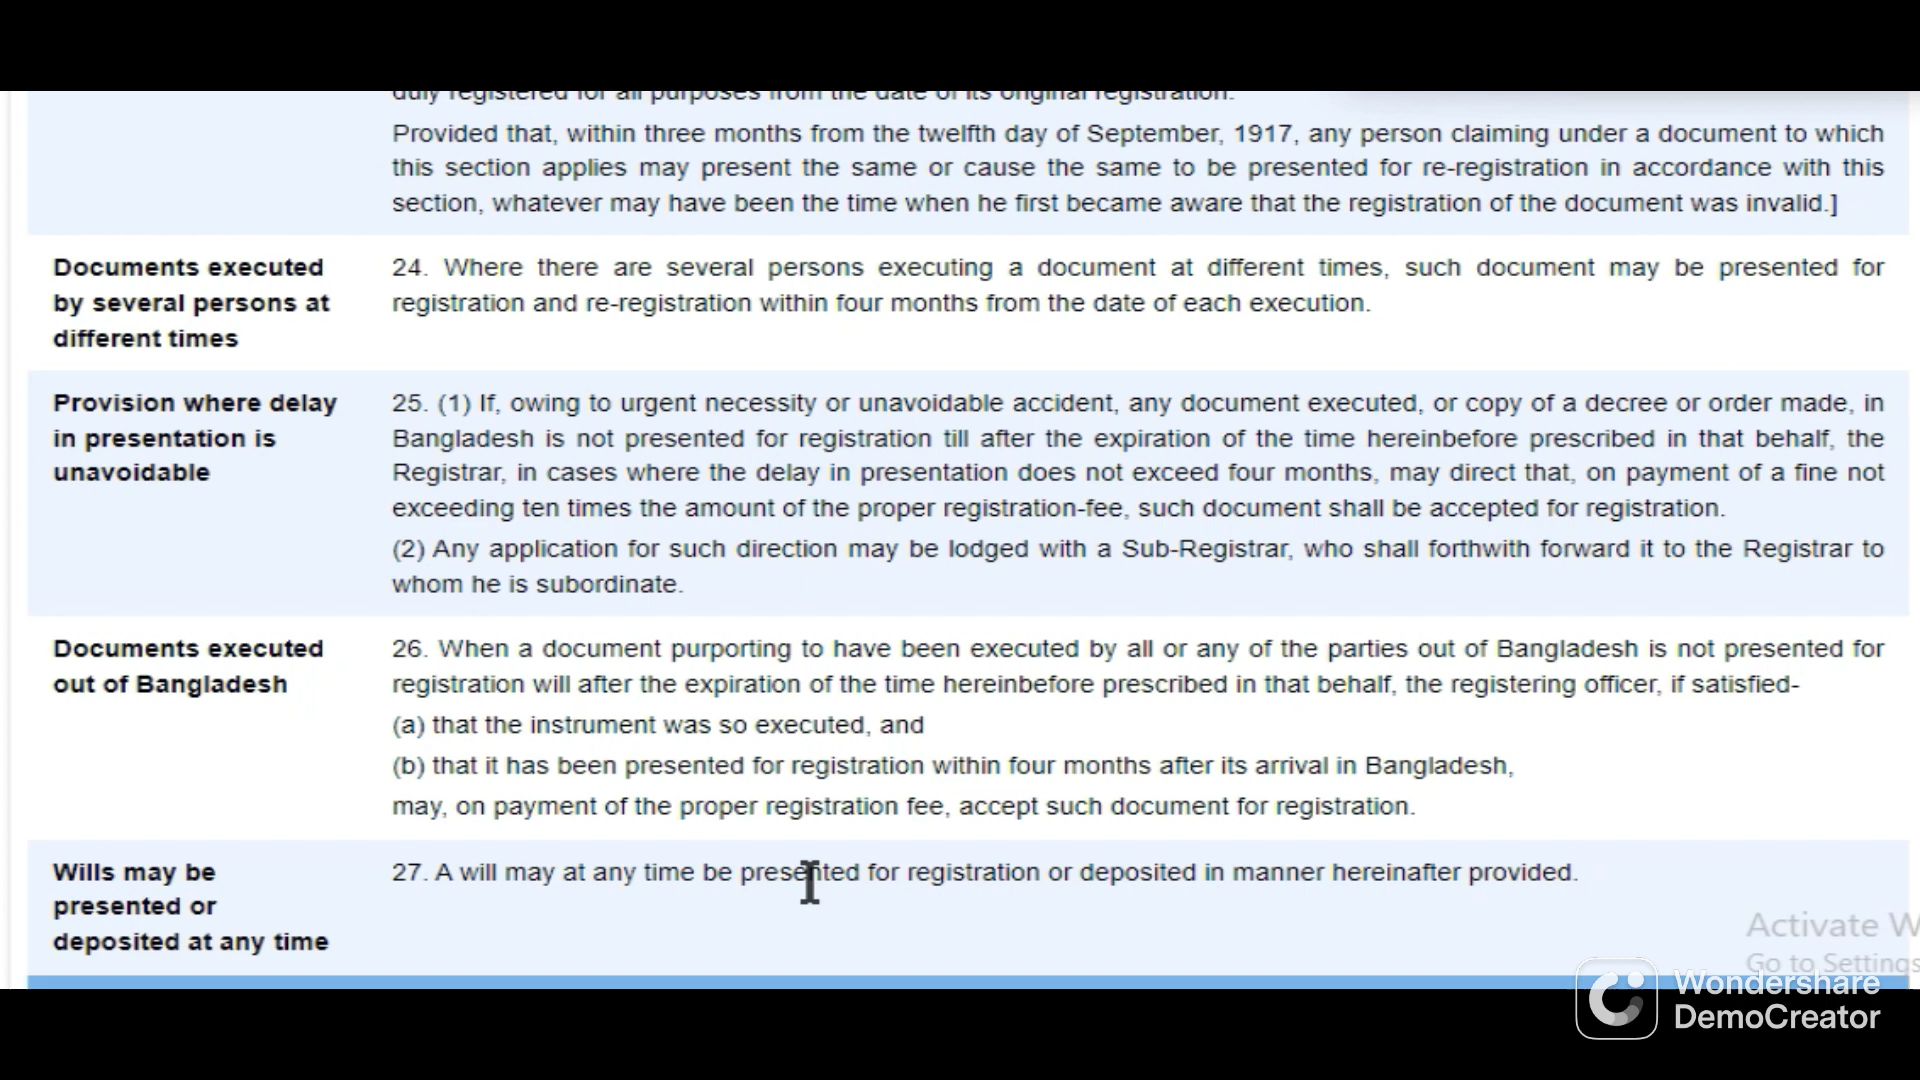 duly registered for all purposes from the date of its original registration.
Provided that, within three months from the twelfth day of September, 1917, any person claiming under a document to which
this section applies may present the same or cause the same to be presented for re-registration in accordance with this
section, whatever may have been the time when he first became aware that the registration of the document was invalid.]
Documents executed
by several persons at
different times
24. Where there are several persons executing a document at different times, such document may be presented for
registration and re-registration within four months from the date of each execution.
Provision where delay
in presentation is
unavoidable
25. (1) If, owing to urgent necessity or unavoidable accident, any document executed, or copy of a decree or order made, in
Bangladesh is not presented for registration till after the expiration of the time hereinbefore prescribed in that behalf, the
Registrar, in cases where the delay in presentation does not exceed four months, may direct that, on payment of a fine not
exceeding ten times the amount of the proper registration-fee, such document shall be accepted for registration.
(2) Any application for such direction may be lodged with a Sub-Registrar, who shall forthwith forward it to the Registrar to
whom he is subordinate.
Documents executed
out of Bangladesh
26. When a document purporting to have been executed by all or any of the parties out of Bangladesh is not presented for
registration will after the expiration of the time hereinbefore prescribed in that behalf, the registering officer, if satisfied-
(a) that the instrument was so executed, and
(b) that it has been presented for registration within four months after its arrival in Bangladesh,
may, on payment of the proper registration fee, accept such document for registration.
Wills may be
presented or
deposited at any time
27. A will may at any time be presented for registration or deposited in manner hereinafter provided.
Activate W
Go to Settings
Wondershare
DemoCreator